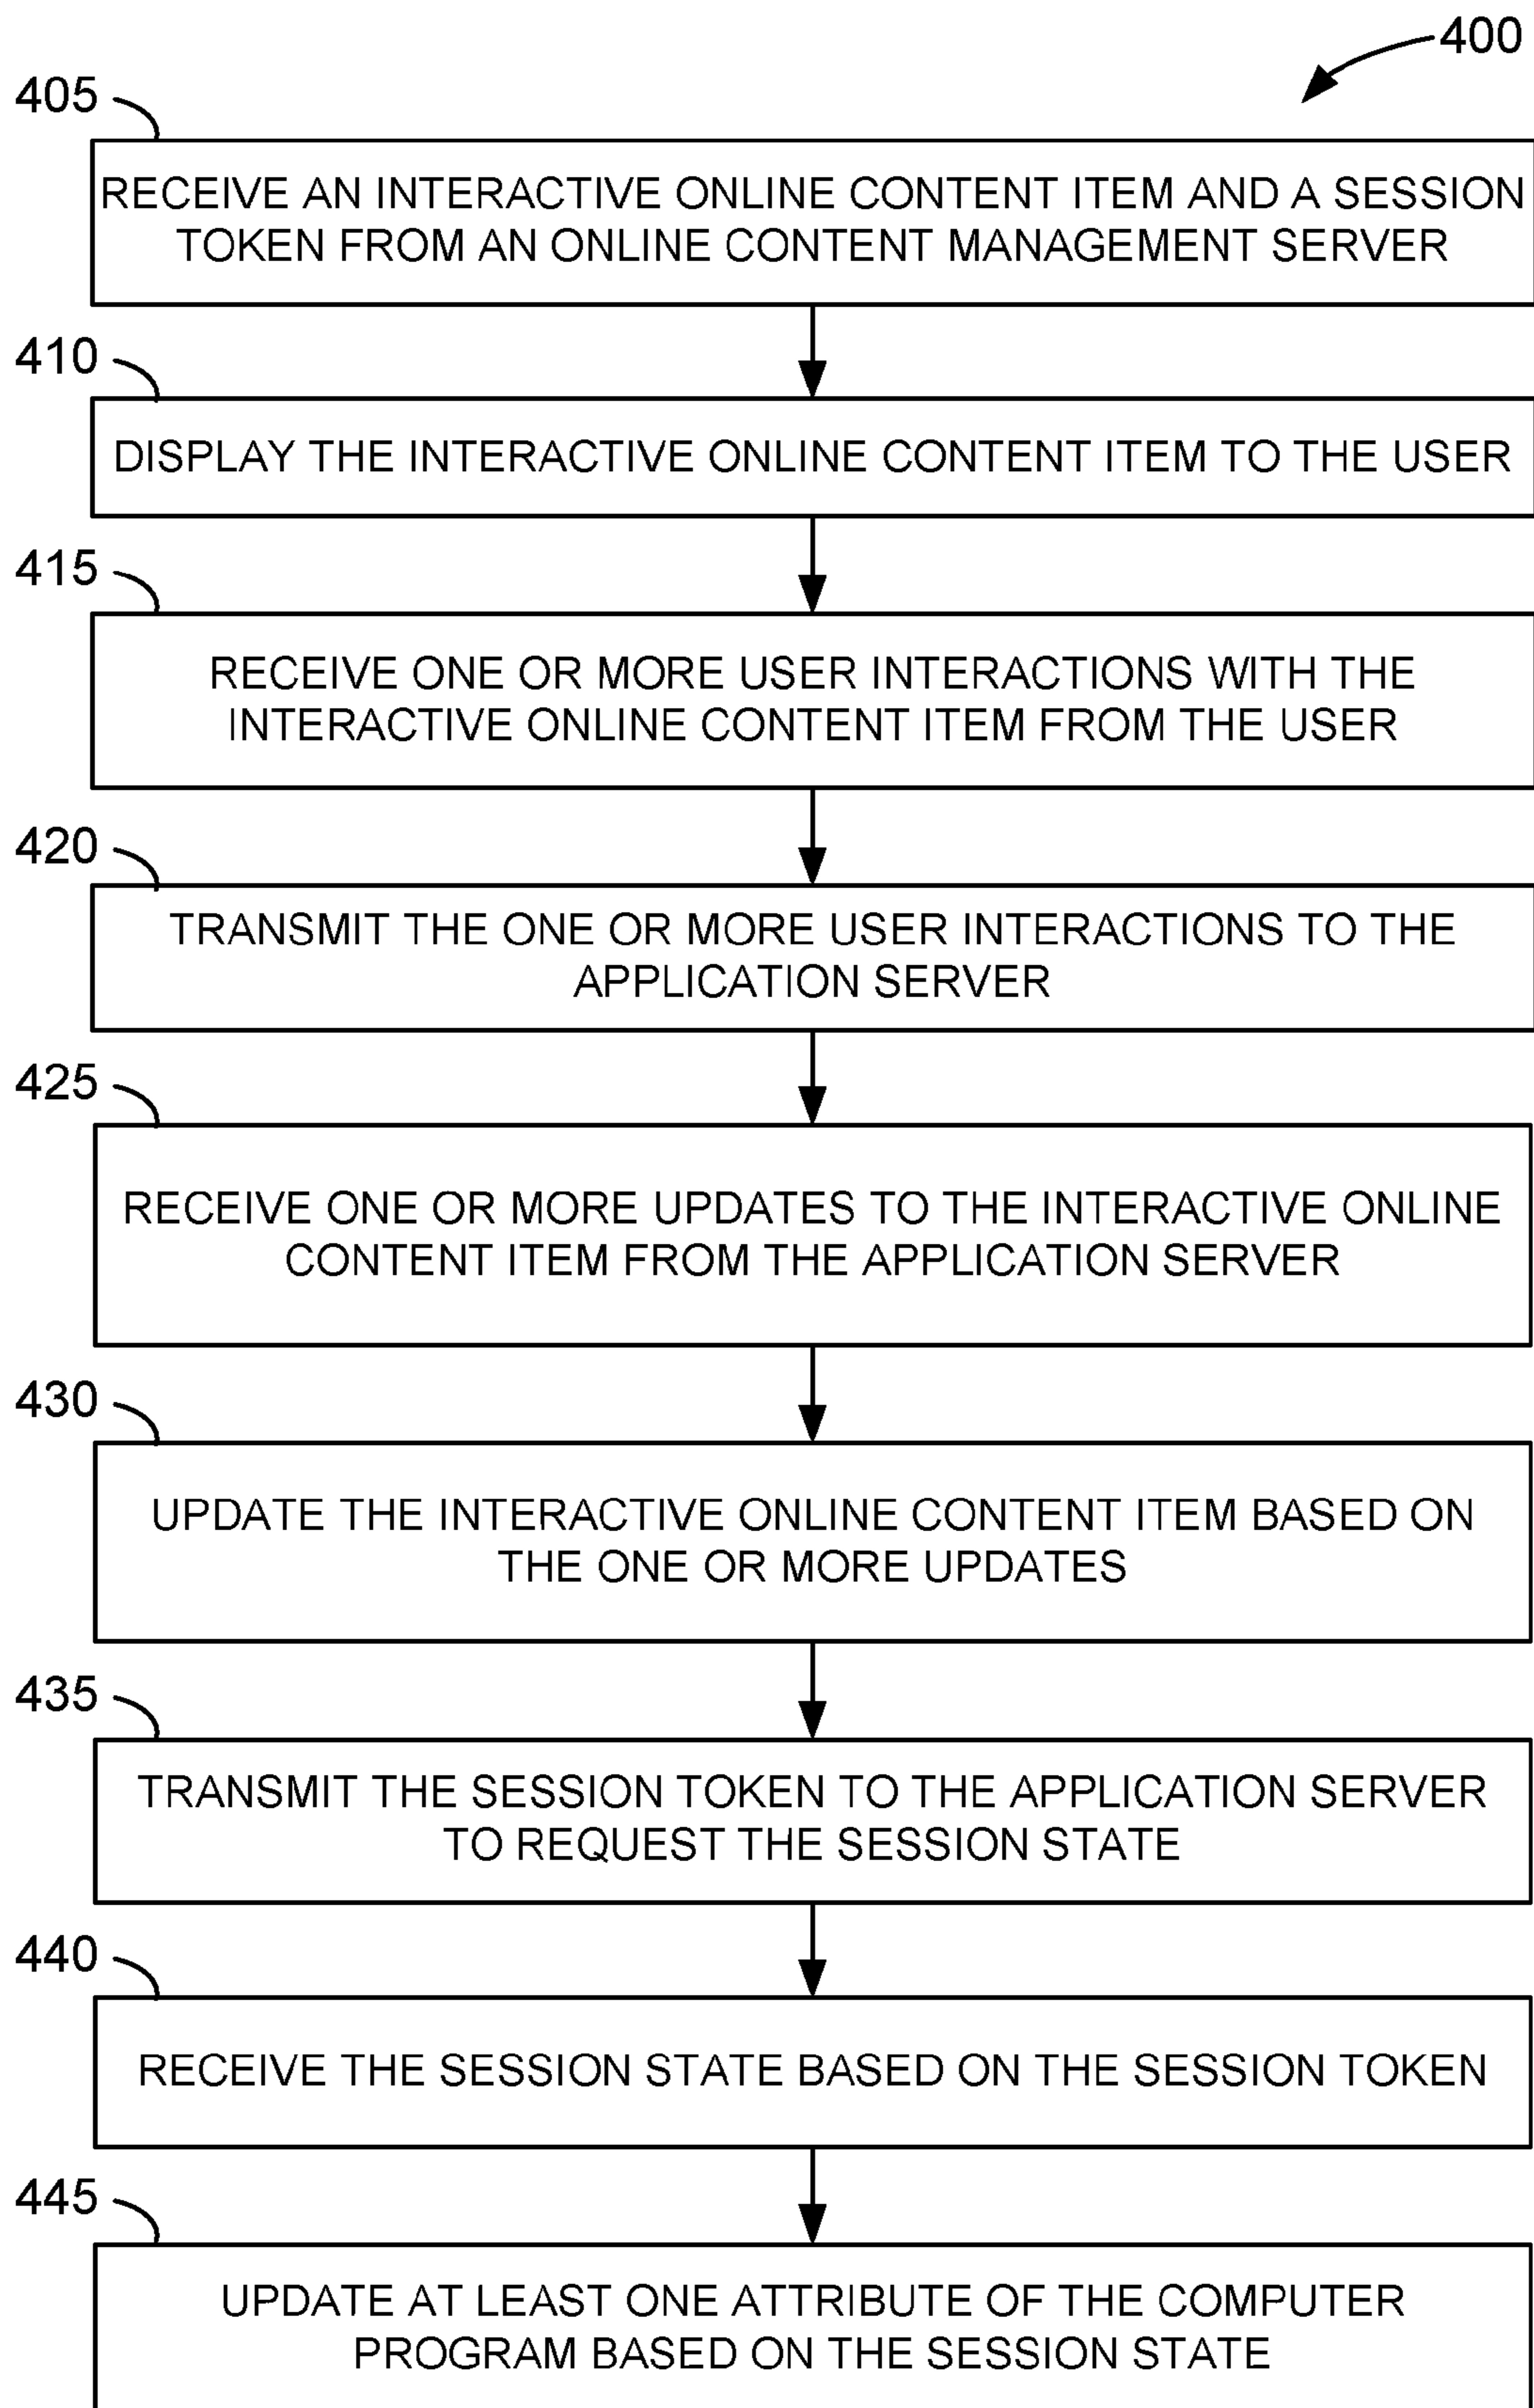 400
405
RECEIVE AN INTERACTIVE ONLINE CONTENT ITEM AND A SESSION
TOKEN FROM AN ONLINE CONTENT MANAGEMENT SERVER
410
DISPLAY THE INTERACTIVE ONLINE CONTENT ITEM TO THE USER
415
RECEIVE ONE OR MORE USER INTERACTIONS WITH THE
INTERACTIVE ONLINE CONTENT ITEM FROM THE USER
420
TRANSMIT THE ONE OR MORE USER INTERACTIONS TO THE
APPLICATION SERVER
425
RECEIVE ONE OR MORE UPDATES TO THE INTERACTIVE ONLINE
CONTENT ITEM FROM THE APPLICATION SERVER
430
UPDATE THE INTERACTIVE ONLINE CONTENT ITEM BASED ON
THE ONE OR MORE UPDATES
435
TRANSMIT THE SESSION TOKEN TO THE APPLICATION SERVER
TO REQUEST THE SESSION STATE
440
RECEIVE THE SESSION STATE BASED ON THE SESSION TOKEN
445
UPDATE AT LEAST ONE ATTRIBUTE OF THE COMPUTER
PROGRAM BASED ON THE SESSION STATE